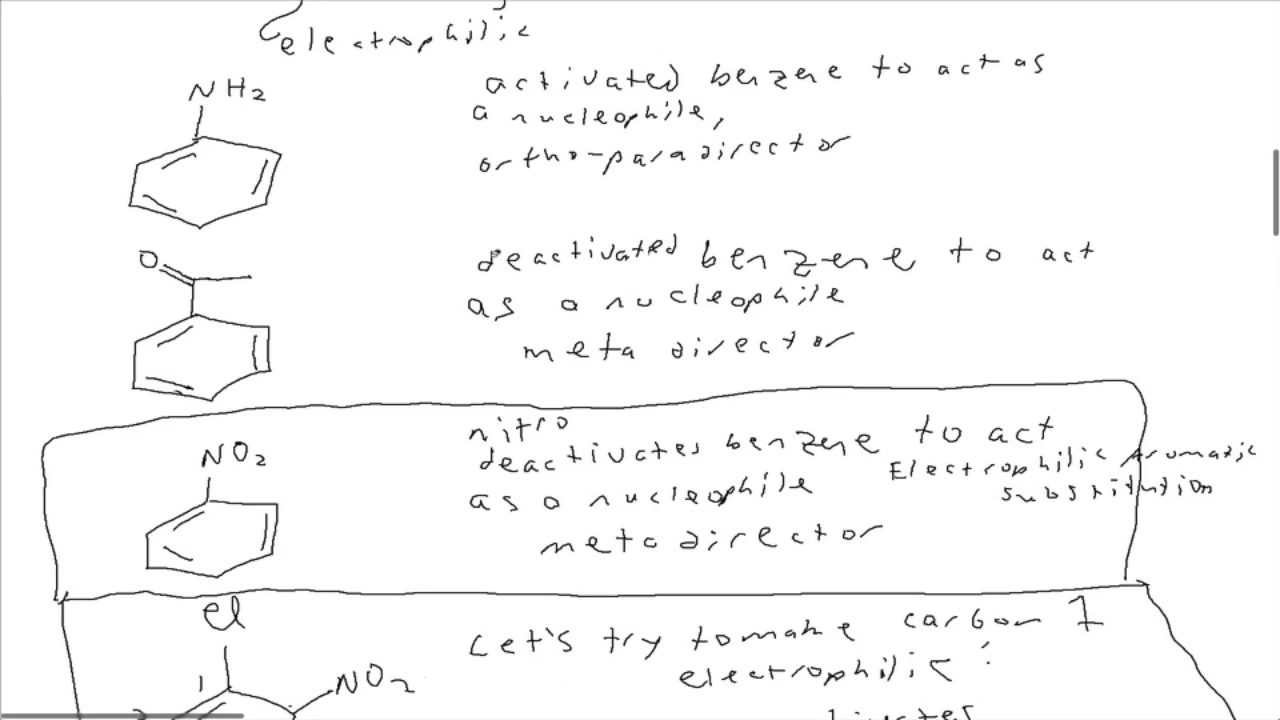 electrophilic
NH2
activated benzene to act as
a nucleophile,
ortho-para director
O
deactivated benzene to act
as a nucleophile
meta director
NO2
nitro
deactivates benzene to act
Electrophilic Aromatic
substitution
as a nucleophile
meta director
Cl
Let's try to make carbon 1
electrophilic
1
NO2